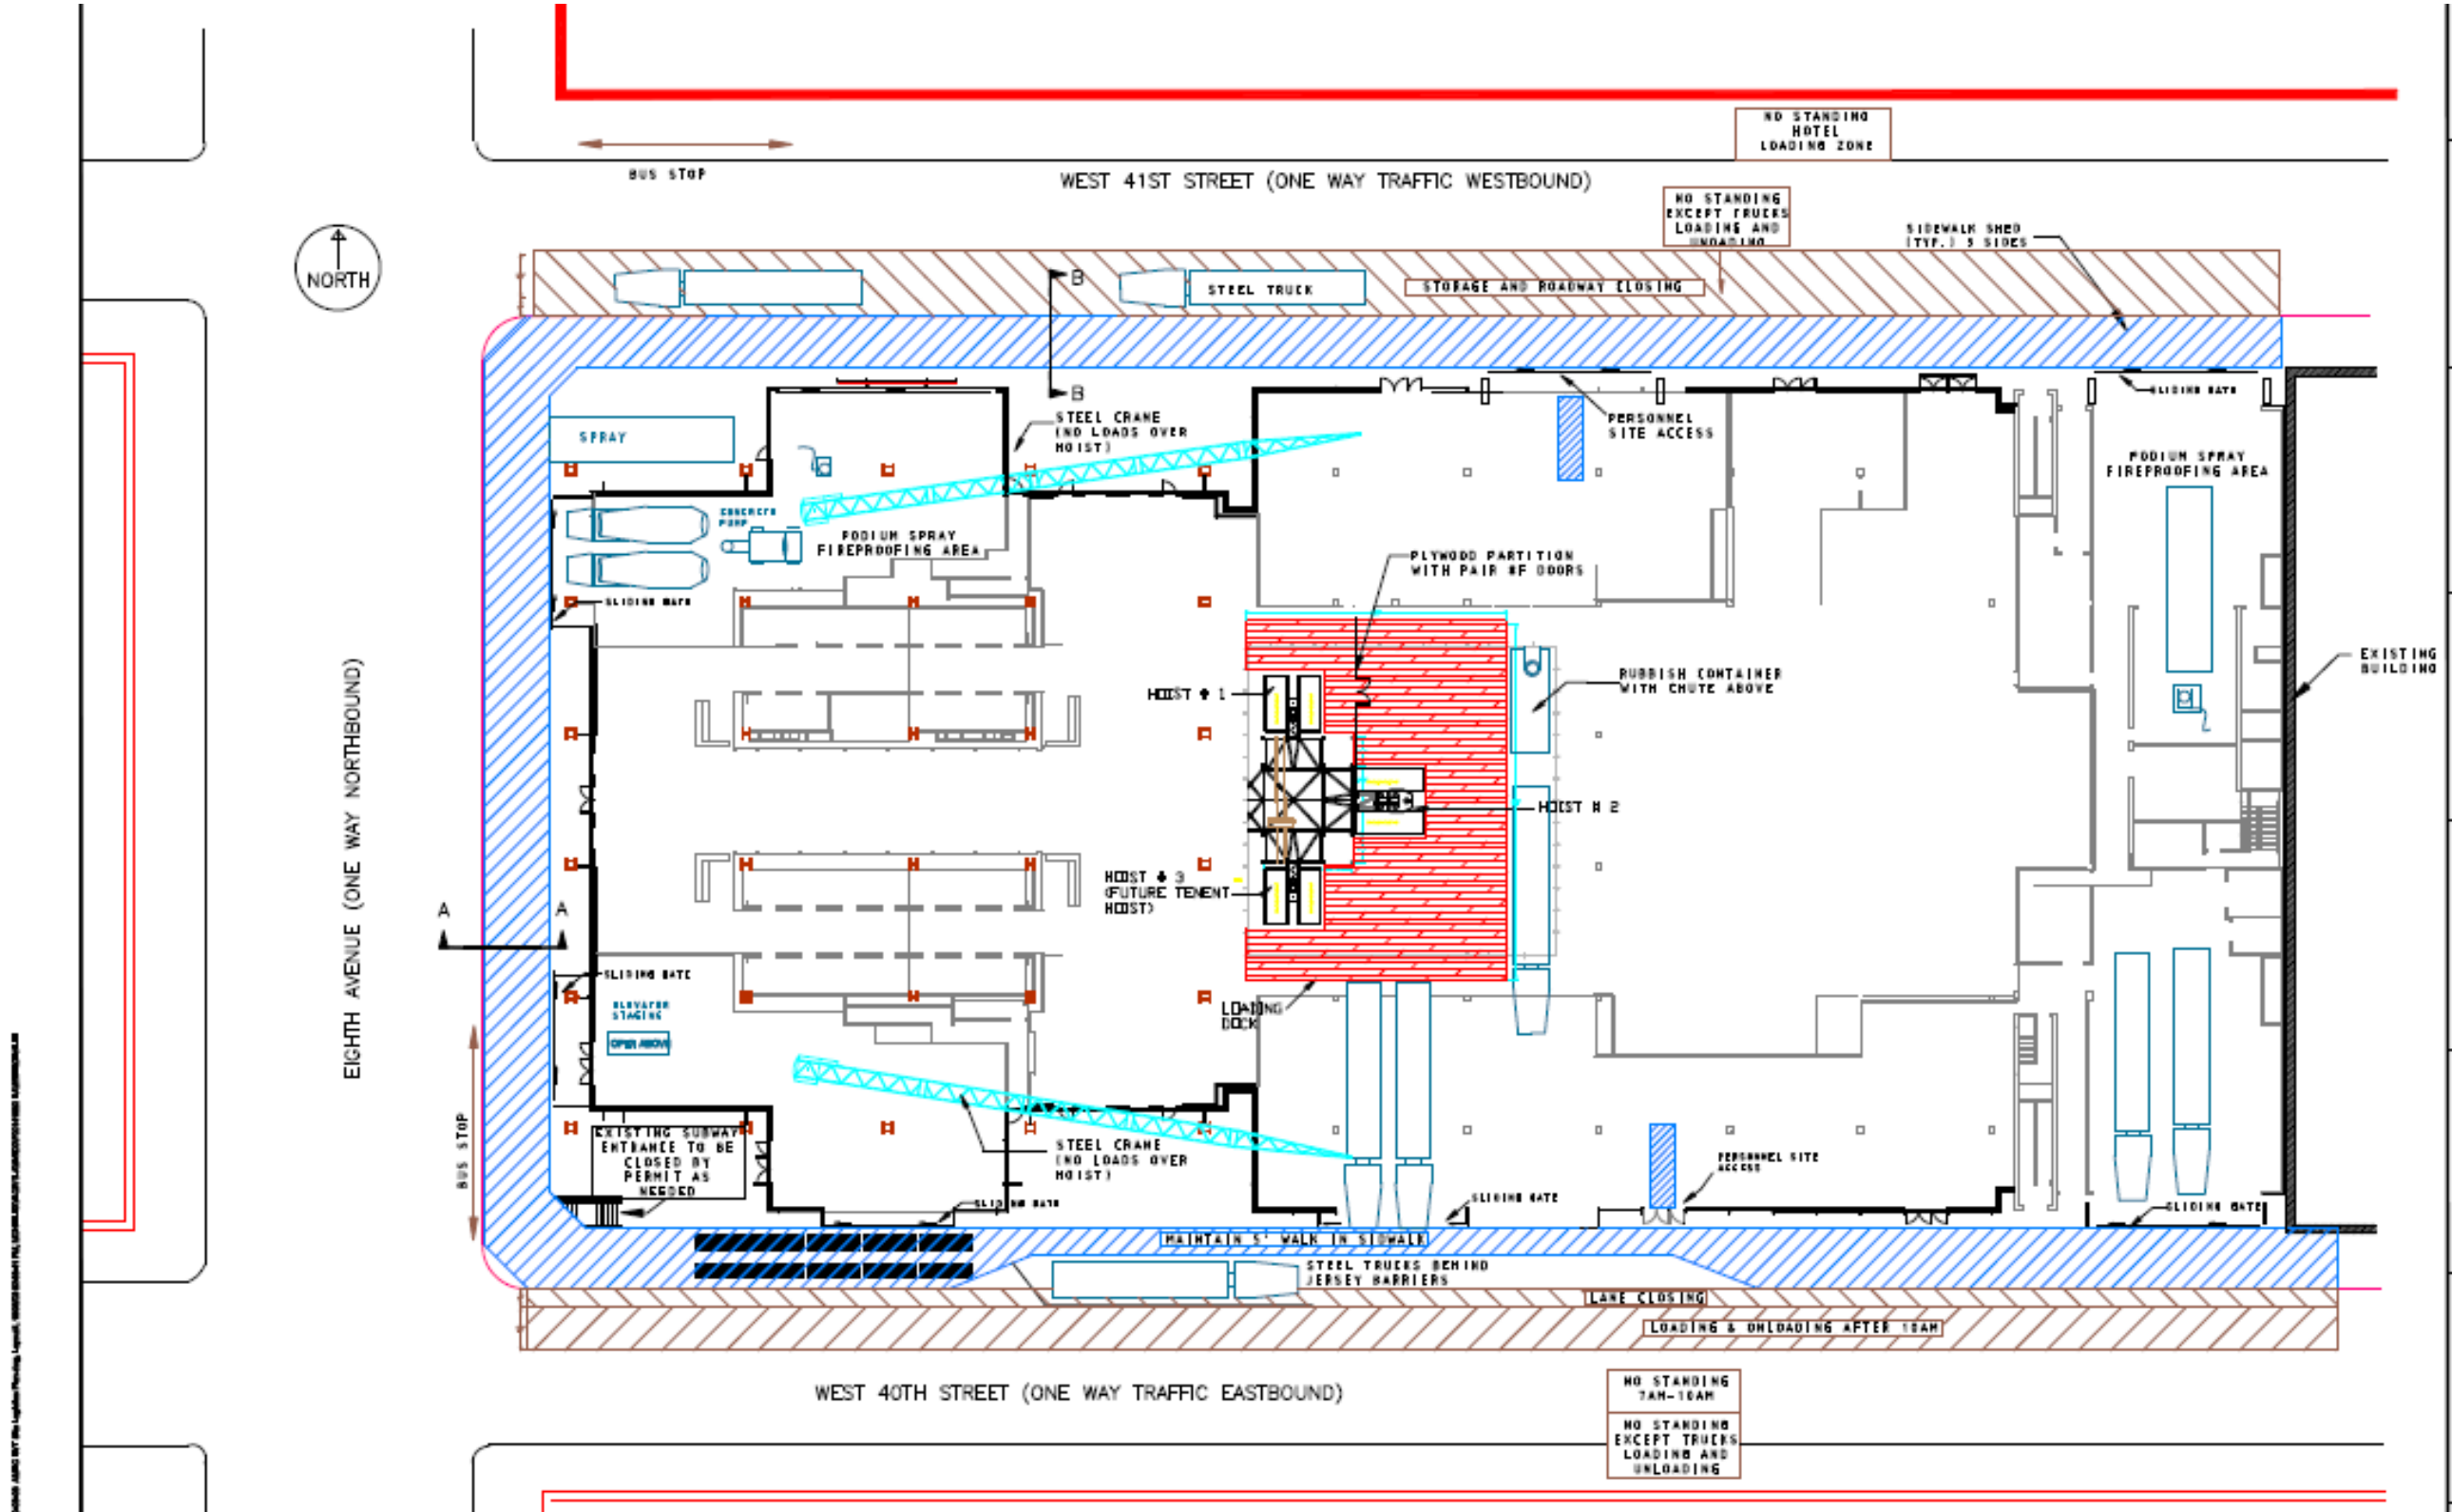 NO STANDING
HOTEL
LOADING ZONE
BUS STOP
WEST 41ST STREET (ONE WAY TRAFFIC WESTBOUND)
NO STANDING
EXCEPT TRUCKS
LOADING AND
UNOADING
SIDEWALK SHED
(TYP.) 3 SIDES
NORTH
B
STEEL TRUCK
STORAGE AND ROADWAY CLOSING
B
SLIDING GATE
STEEL CRANE
(NO LOADS OVER
HOIST)
PERSONNEL
SITE ACCESS
SPRAY
PODIUM SPRAY
FIREPROOFING AREA
CONCRETE
PUMP
PODIUM SPRAY
FIREPROOFING AREA
PLYWOOD PARTITION
WITH PAIR #F DOORS
SLIDING GATE
EXISTING
BUILDING
RUBBISH CONTAINER
WITH CHUTE ABOVE
HOIST # 1
EIGHTH AVENUE (ONE WAY NORTHBOUND)
HOIST # 2
HOIST # 3
(FUTURE TENENT
HOIST)
A
A
SLIDING GATE
ELEVATOR
STAGING
OPEN ABOVE
LOADING
DOCK
BUS STOP
EXISTING SUBWAY
ENTRANCE TO BE
CLOSED BY
PERMIT AS
NEEDED
STEEL CRANE
(NO LOADS OVER
HOIST)
PERSONNEL SITE
ACCESS
SLIDING GATE
SLIDING GATE
SLIDING GATE
MAINTAIN 5' WALK IN SIDWALK
STEEL TRUCKS BEHIND
JERSEY BARRIERS
LANE CLOSING
LOADING & UNLOADING AFTER 10AM
WEST 40TH STREET (ONE WAY TRAFFIC EASTBOUND)
NO STANDING
7AM-10AM
NO STANDING
EXCEPT TRUCKS
LOADING AND
UNLOADING